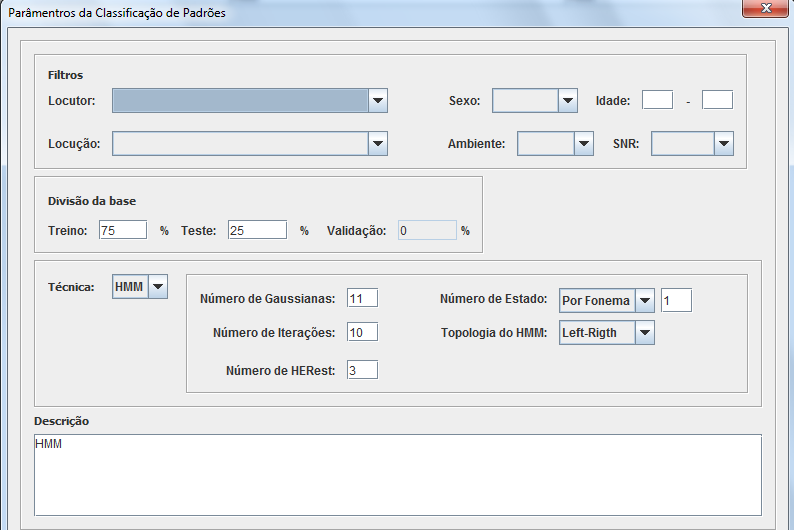 Parâmentros da Classificação de Padrões
Filtros
Locutor: Sexo: Idade: -
Locução: Ambiente: SNR:
Divisão da base
Treino: 75 % Teste: 25 % Validação: 0 %
Técnica: HMM
Número de Gaussianas: 11 Número de Estado: Por Fonema 1
Número de Iterações: 10 Topologia do HMM: Left-Rigth
Número de HERest: 3
Descrição
HMM